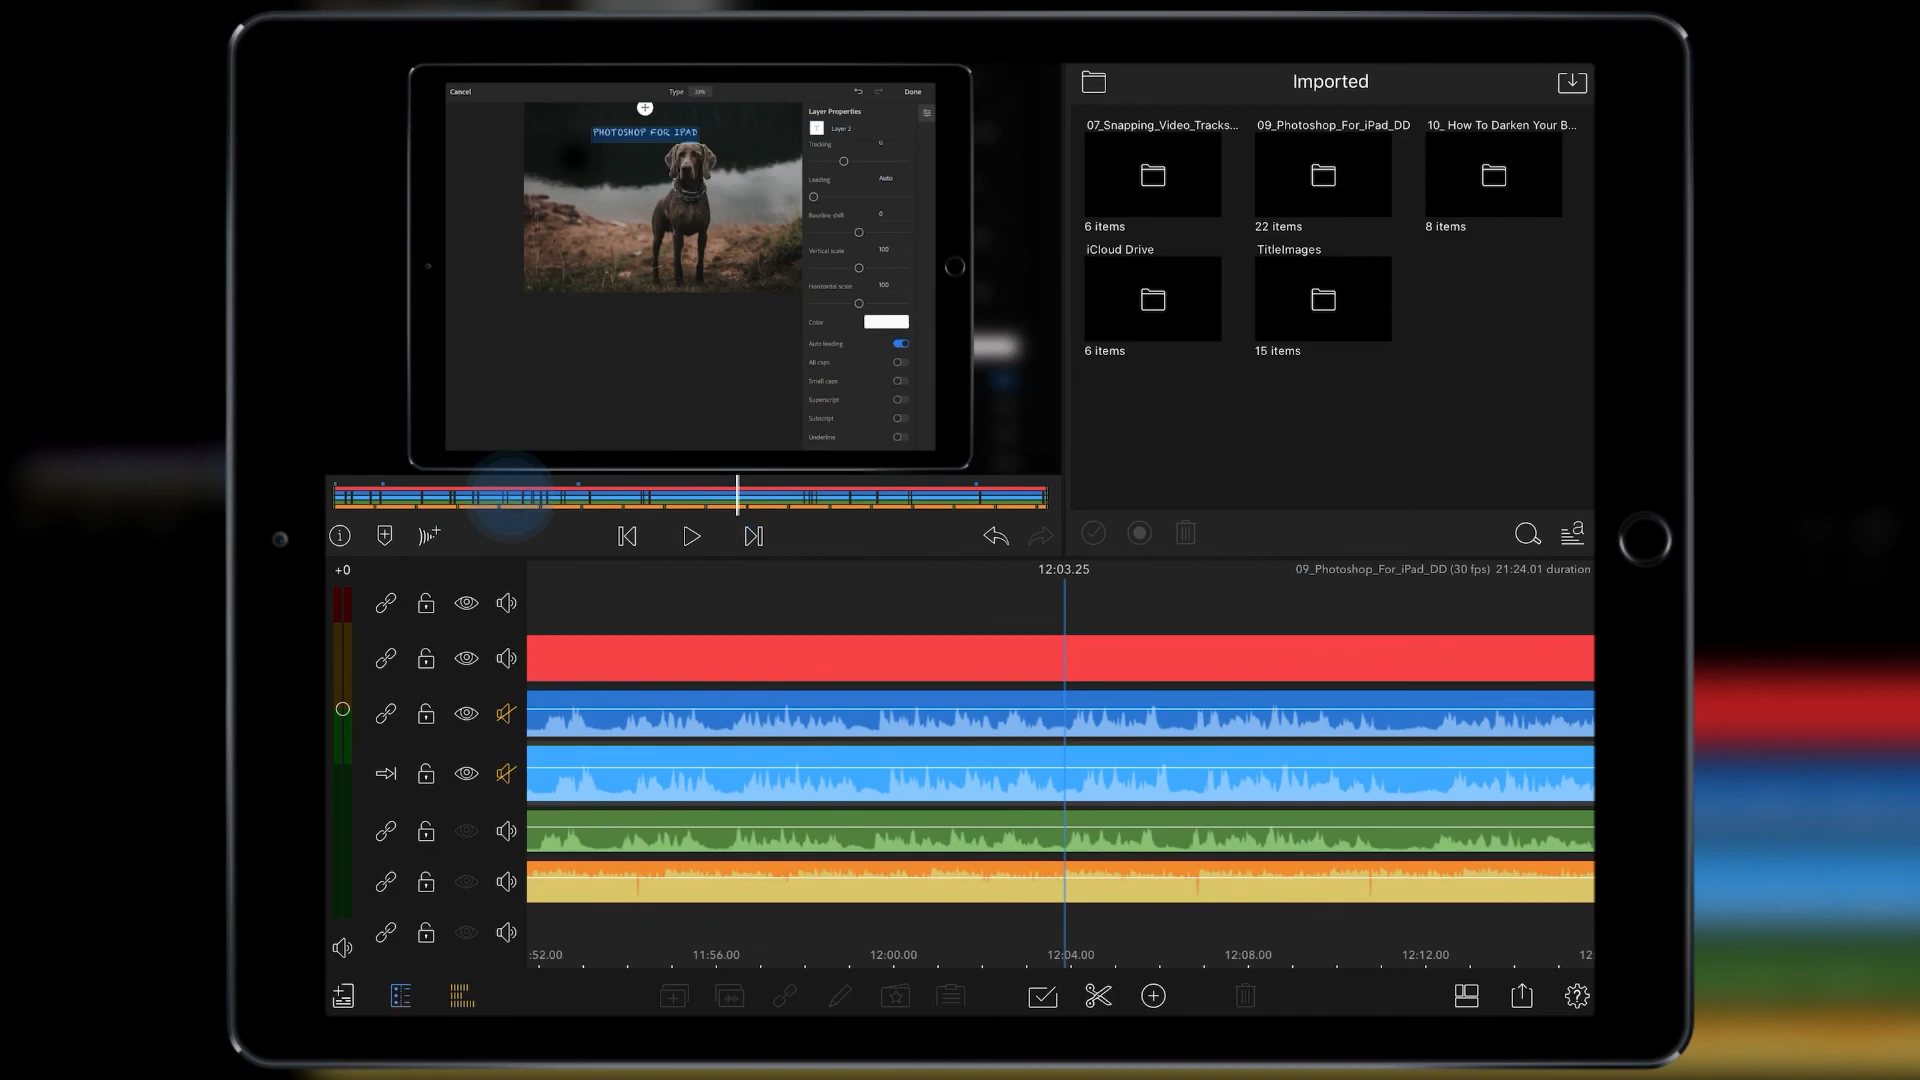 Cancel
Type 33%
Done
PHOTOSHOP FOR IPAD
Layer Properties
T Layer 2
Tracking 0
Leading Auto
Baseline shift 0
Vertical scale 100
Horizontal scale 100
Color
Auto leading
All caps
Small caps
Superscript
Subscript
Underline
Imported
07_Snapping_Video_Tracks...
09_Photoshop_For_iPad_DD
10_ How To Darken Your B...
6 items
22 items
8 items
iCloud Drive
TitleImages
6 items
15 items
+0
12:03.25
09_Photoshop_For_iPad_DD (30 fps) 21:24.01 duration
:52.00
11:56.00
12:00.00
12:04.00
12:08.00
12:12.00
12: